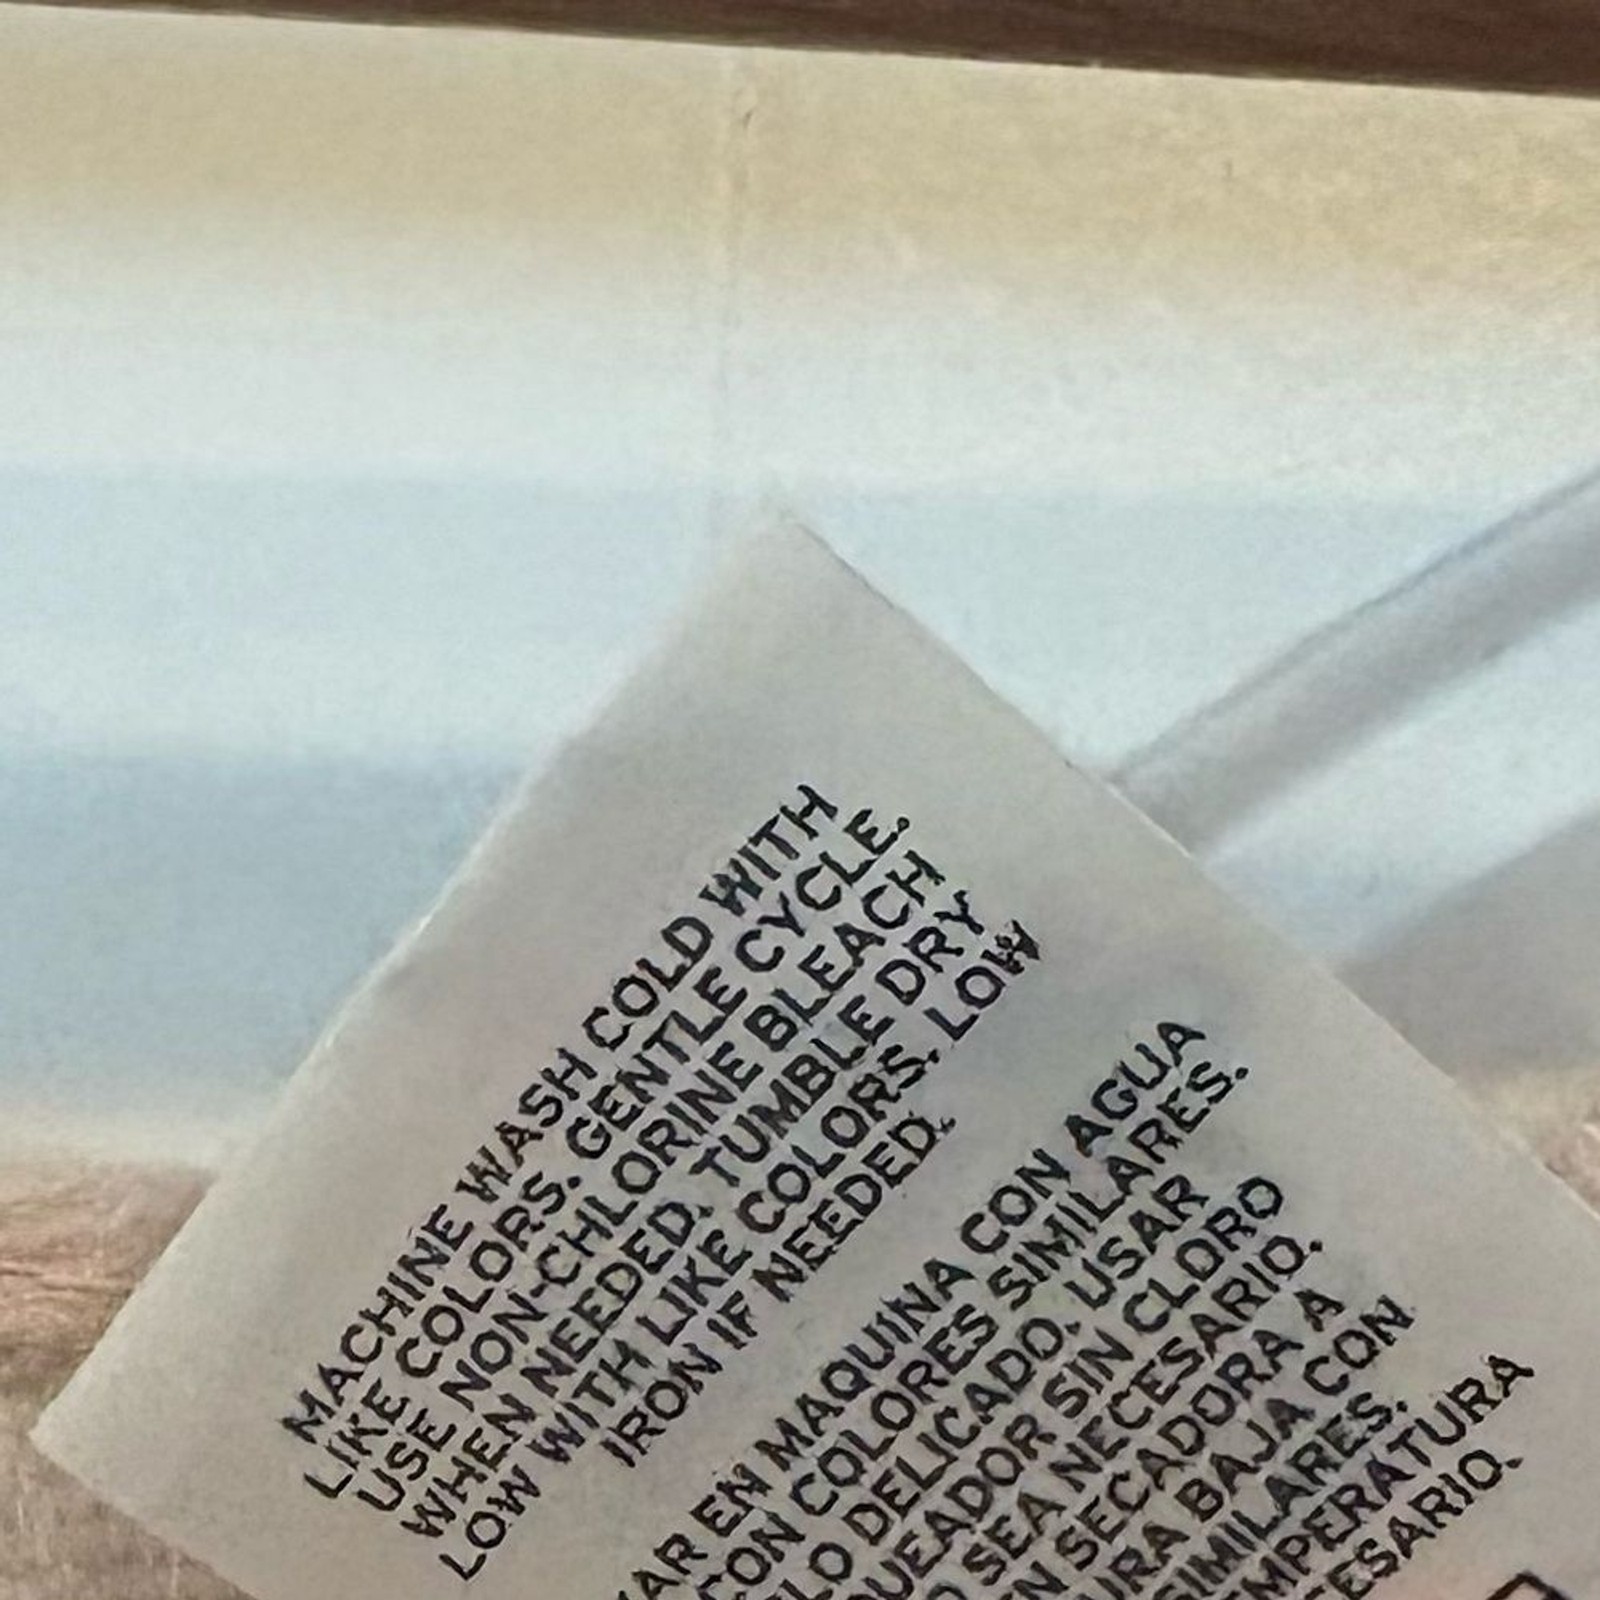 MACHINE WASH COLD WITH
LIKE COLORS. GENTLE CYCLE.
USE NON-CHLORINE BLEACH
WHEN NEEDED. TUMBLE DRY
LOW WITH LIKE COLORS. LOW
IRON IF NEEDED.
EN MAQUINA CON AGUA
CON COLORES SIMILARES.
DELICADO. USAR
SIN CLORO
SEA NECESARIO.
SECADORA A
BAJA CON
SIMILARES.